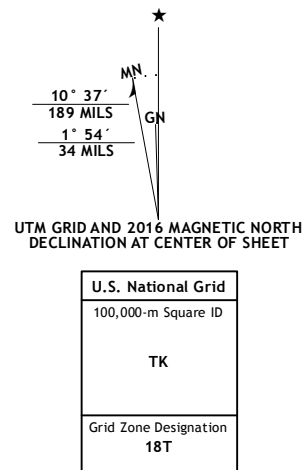 ★
MN
10° 37´
189 MILS
GN
1° 54´
34 MILS
UTM GRID AND 2016 MAGNETIC NORTH
DECLINATION AT CENTER OF SHEET
U.S. National Grid
100,000-m Square ID
TK
Grid Zone Designation
18T